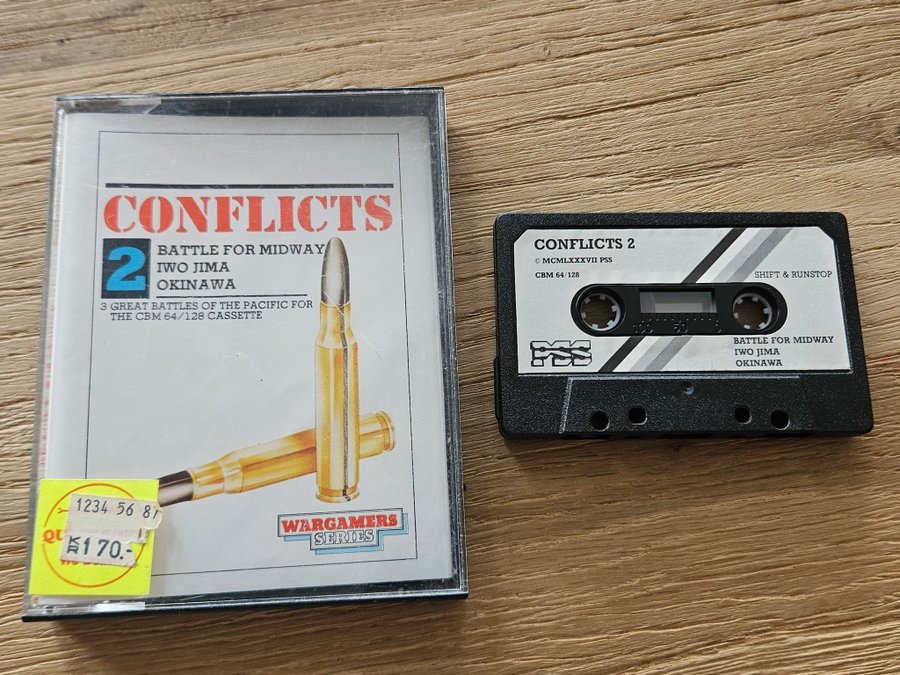 CONFLICTS
2
BATTLE FOR MIDWAY
IWO JIMA
OKINAWA
3 GREAT BATTLES OF THE PACIFIC FOR
THE CBM 64/128 CASSETTE
WARGAMERS
SERIES
1234 56 87
QU
KR 170.-
CONFLICTS 2
© MCMLXXXVII PSS
CBM 64/128
SHIFT & RUNSTOP
100 50 0
PSS
BATTLE FOR MIDWAY
IWO JIMA
OKINAWA